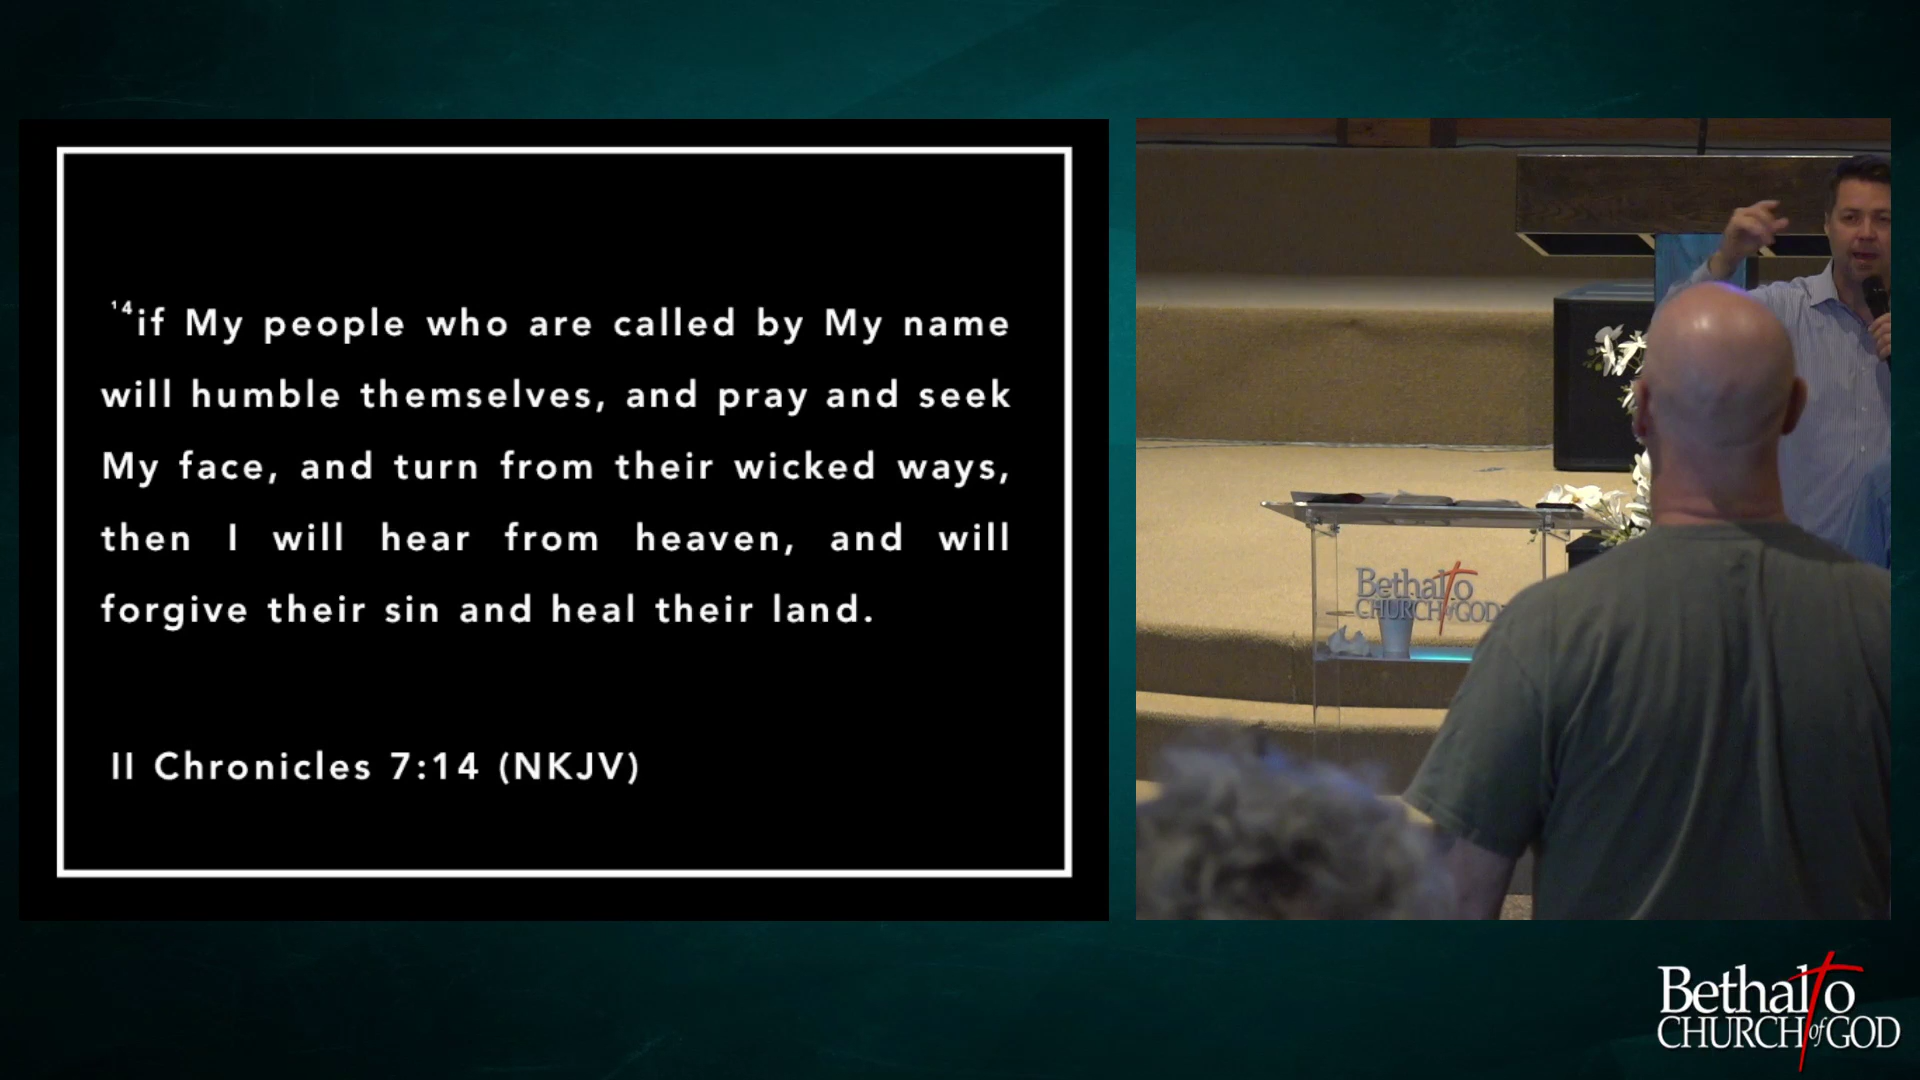 ¹⁴if My people who are called by My name
will humble themselves, and pray and seek
My face, and turn from their wicked ways,
then I will hear from heaven, and will
forgive their sin and heal their land.
II Chronicles 7:14 (NKJV)
Bethalto
CHURCH of GOD
Bethalto
CHURCH of GOD